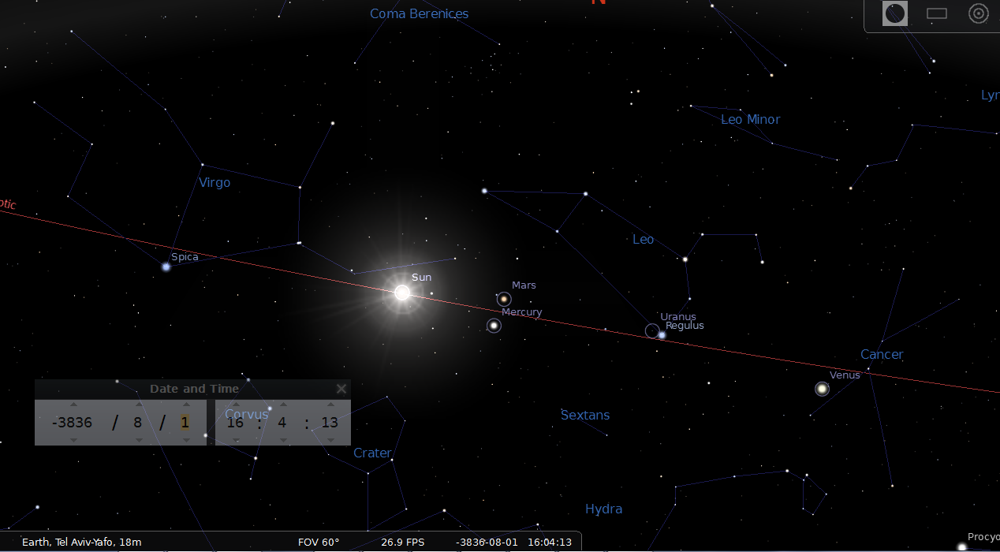 N
Coma Berenices
Lyr
Leo Minor
Virgo
ptic
Leo
Spica
Sun
Mars
Mercury
Uranus
Regulus
Cancer
Venus
Date and Time
Corvus
-3836 / 8 / 1 16 : 4 : 13
Sextans
Crater
Hydra
Procyo
Earth, Tel Aviv-Yafo, 18m FOV 60° 26.9 FPS -3836-08-01 16:04:13